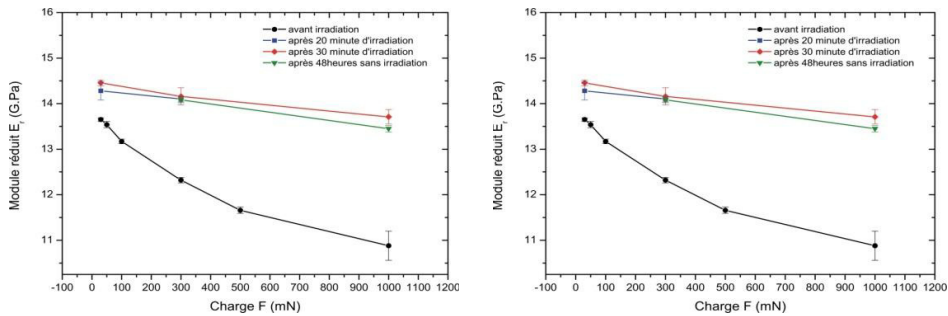 avant irradiation
après 20 minute d'irradiation
après 30 minute d'irradiation
après 48heures sans irradiation
Module réduit Er (G.Pa)
16
15
14
13
12
11
-100 0 100 200 300 400 500 600 700 800 900 1000 1100 1200
Charge F (mN)
avant irradiation
après 20 minute d'irradiation
après 30 minute d'irradiation
après 48heures sans irradiation
Module réduit Er (G.Pa)
16
15
14
13
12
11
-100 0 100 200 300 400 500 600 700 800 900 1000 1100 1200
Charge F (mN)